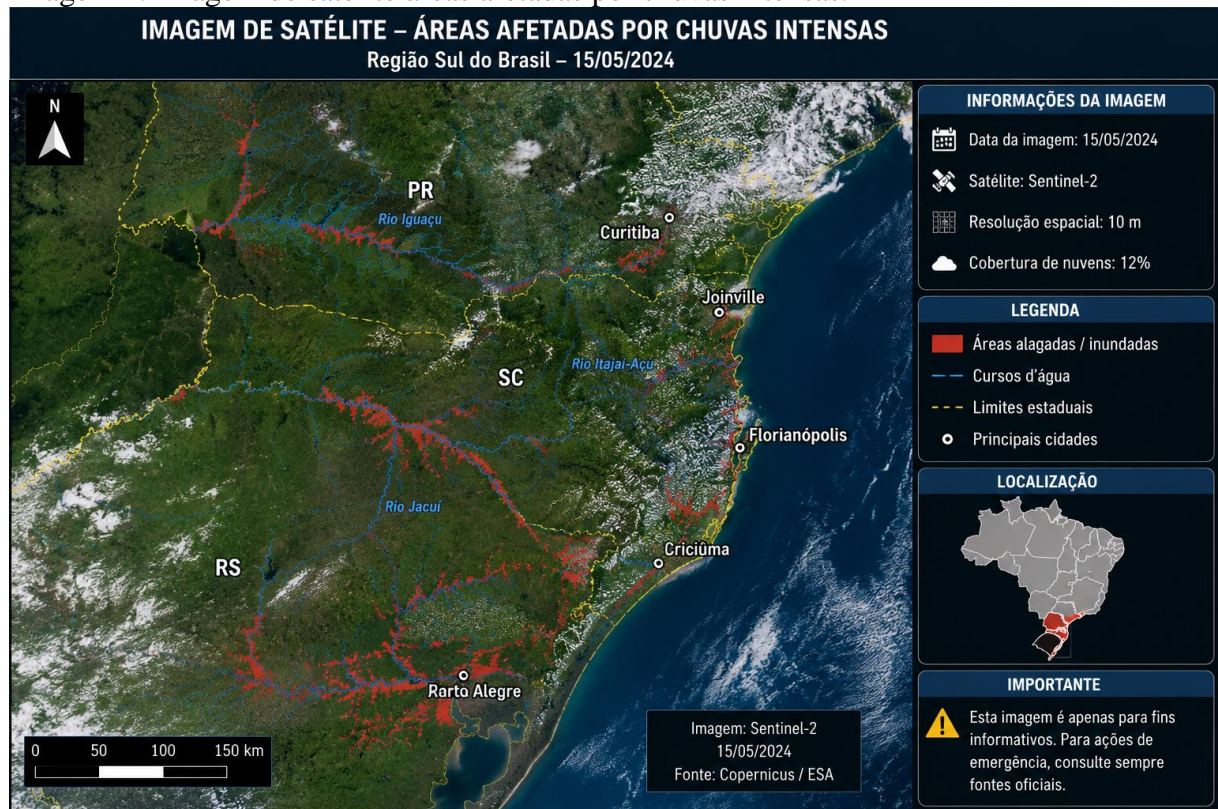 IMAGEM DE SATÉLITE – ÁREAS AFETADAS POR CHUVAS INTENSAS
Região Sul do Brasil – 15/05/2024
N
PR
Rio Iguaçu
Curitiba
Joinville
Rio Itajaí-Açu
SC
Florianópolis
Rio Jacuí
Criciúma
RS
Rarta Alegre
0 50 100 150 km
Imagem: Sentinel-2
15/05/2024
Fonte: Copernicus / ESA
INFORMAÇÕES DA IMAGEM
Data da imagem: 15/05/2024
Satélite: Sentinel-2
Resolução espacial: 10 m
Cobertura de nuvens: 12%
LEGENDA
Áreas alagadas / inundadas
Cursos d'água
Limites estaduais
Principais cidades
LOCALIZAÇÃO
IMPORTANTE
Esta imagem é apenas para fins
informativos. Para ações de
emergência, consulte sempre
fontes oficiais.